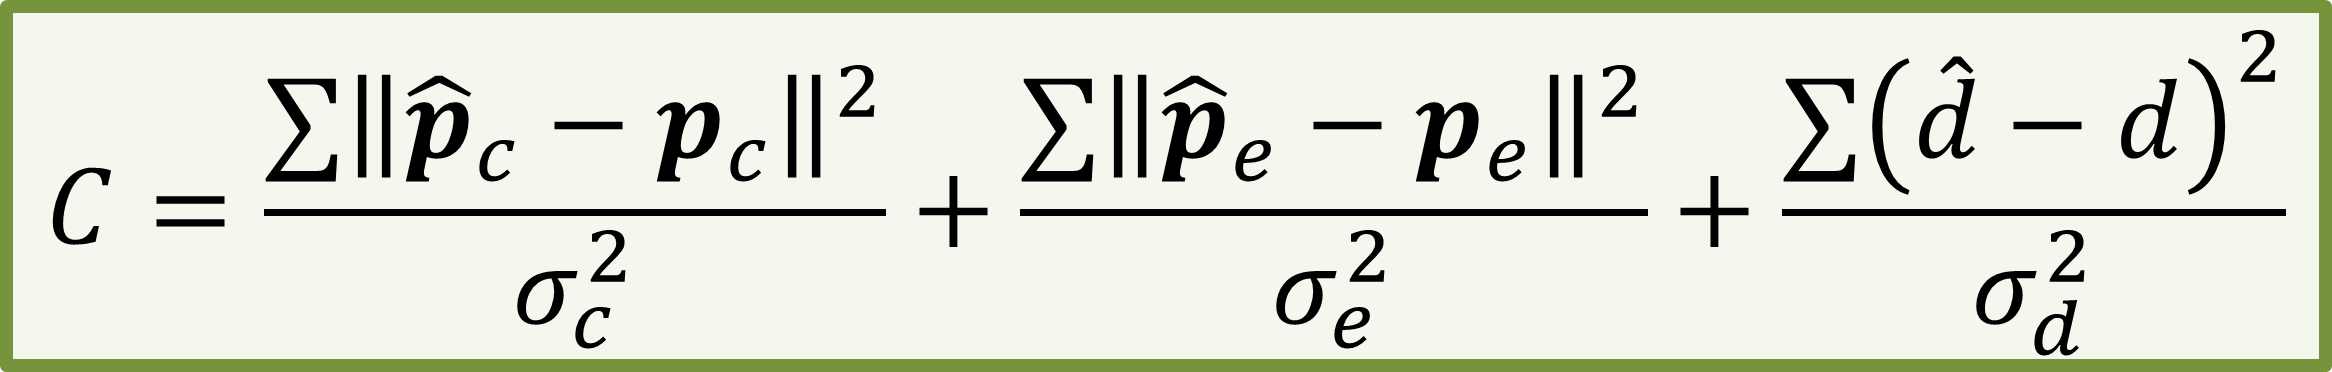 C = ∑‖p̂_c − p_c‖² / σ_c² + ∑‖p̂_e − p_e‖² / σ_e² + ∑(d̂ − d)² / σ_d²